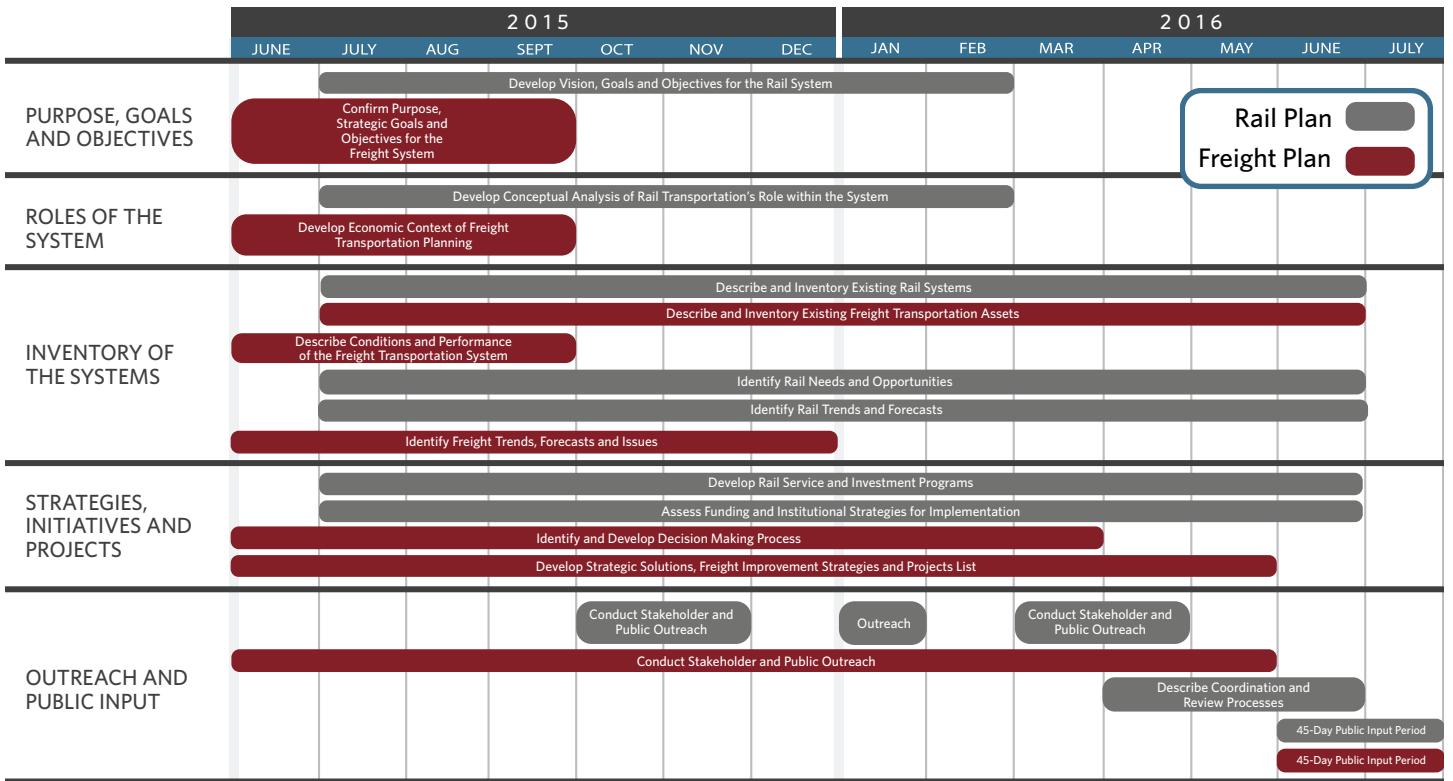 2015
2016
JUNE JULY AUG SEPT OCT NOV DEC JAN FEB MAR APR MAY JUNE JULY
PURPOSE, GOALS
AND OBJECTIVES
Develop Vision, Goals and Objectives for the Rail System
Confirm Purpose,
Strategic Goals and
Objectives for the
Freight System
Rail Plan
Freight Plan
ROLES OF THE
SYSTEM
Develop Conceptual Analysis of Rail Transportation's Role within the System
Develop Economic Context of Freight
Transportation Planning
INVENTORY OF
THE SYSTEMS
Describe and Inventory Existing Rail Systems
Describe and Inventory Existing Freight Transportation Assets
Describe Conditions and Performance
of the Freight Transportation System
Identify Rail Needs and Opportunities
Identify Rail Trends and Forecasts
Identify Freight Trends, Forecasts and Issues
STRATEGIES,
INITIATIVES AND
PROJECTS
Develop Rail Service and Investment Programs
Assess Funding and Institutional Strategies for Implementation
Identify and Develop Decision Making Process
Develop Strategic Solutions, Freight Improvement Strategies and Projects List
OUTREACH AND
PUBLIC INPUT
Conduct Stakeholder and
Public Outreach
Outreach
Conduct Stakeholder and
Public Outreach
Conduct Stakeholder and Public Outreach
Describe Coordination and
Review Processes
45-Day Public Input Period
45-Day Public Input Period